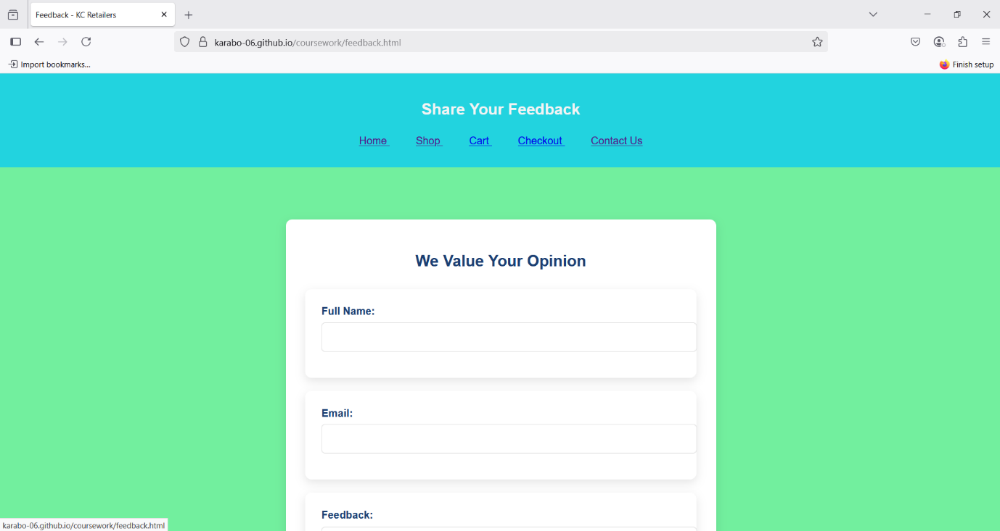 Feedback - KC Retailers
karabo-06.github.io/coursework/feedback.html
Import bookmarks...
Finish setup
Share Your Feedback
Home Shop Cart Checkout Contact Us
We Value Your Opinion
Full Name:
Email:
Feedback:
karabo-06.github.io/coursework/feedback.html